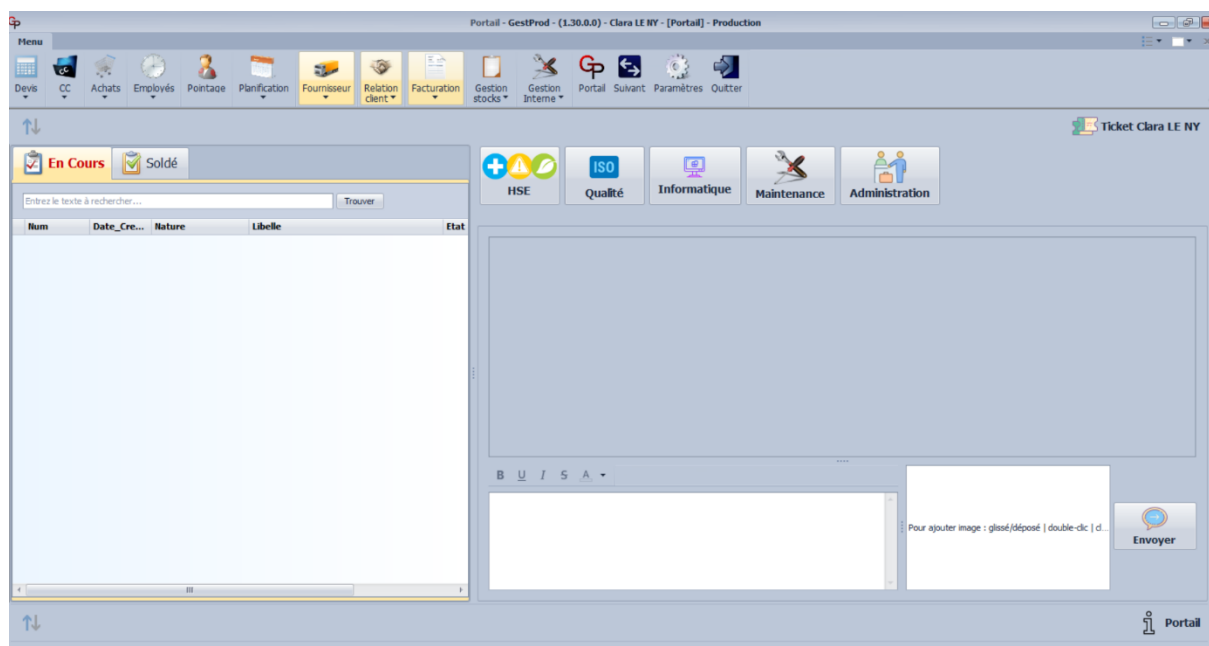 GP
Portail - GestProd - (1.30.0.0) - Clara LE NY - [Portail] - Production
Menu
Devis
CC
Achats
Employés
Pointage
Planification
Fournisseur
Relation client
Facturation
Gestion stocks
Gestion Interne
Portail
Suivant
Paramètres
Quitter
Ticket Clara LE NY
En Cours
Soldé
HSE
ISO
Qualité
Informatique
Maintenance
Administration
Entrez le texte à rechercher...
Trouver
Num
Date_Cre...
Nature
Libelle
Etat
B U I S A
Pour ajouter image : glissé/déposé | double-clic | d...
Envoyer
Portail